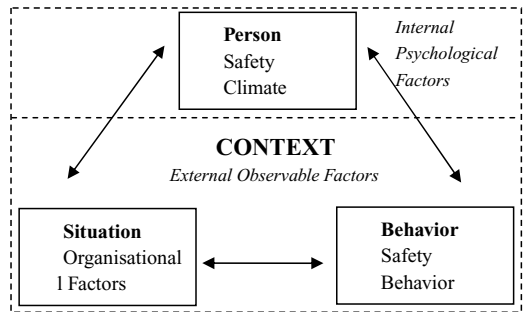 Person
Safety
Climate
Internal
Psychological
Factors
CONTEXT
External Observable Factors
Situation
Organisational
l Factors
Behavior
Safety
Behavior